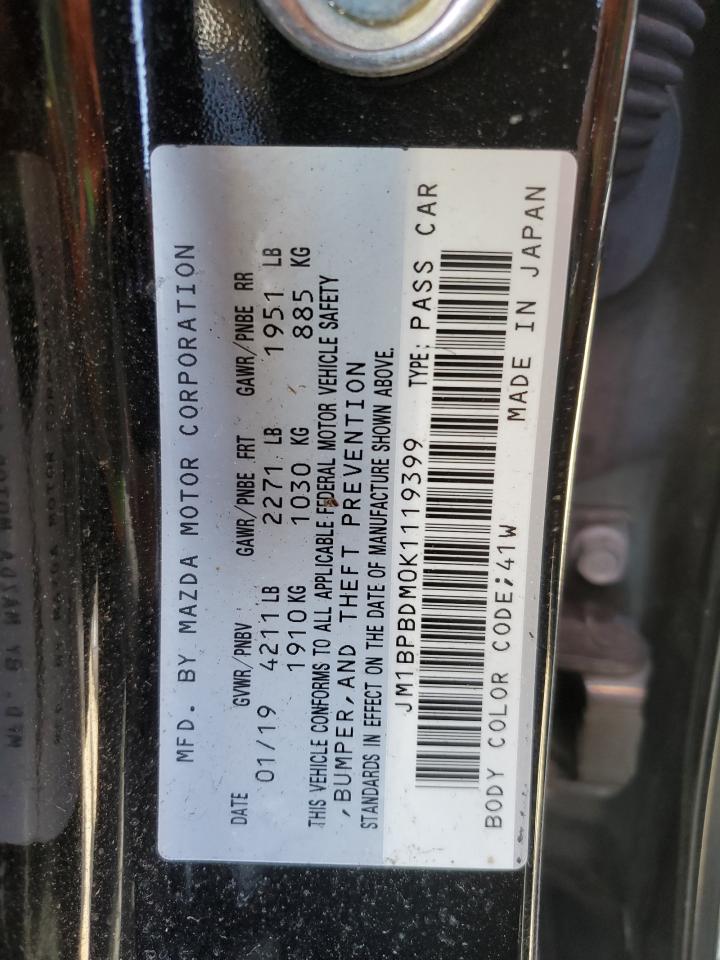 MFD. BY MAZDA MOTOR CORPORATION
DATE GVWR/PNBV GAWR/PNBE FRT GAWR/PNBE RR
01/19 4211 LB 2271 LB 1951 LB
1910 KG 1030 KG 885 KG
THIS VEHICLE CONFORMS TO ALL APPLICABLE FEDERAL MOTOR VEHICLE SAFETY
,BUMPER, AND THEFT PREVENTION
STANDARDS IN EFFECT ON THE DATE OF MANUFACTURE SHOWN ABOVE.
JM1BPBDM0K1119399 TYPE: PASS CAR
BODY COLOR CODE:41W MADE IN JAPAN